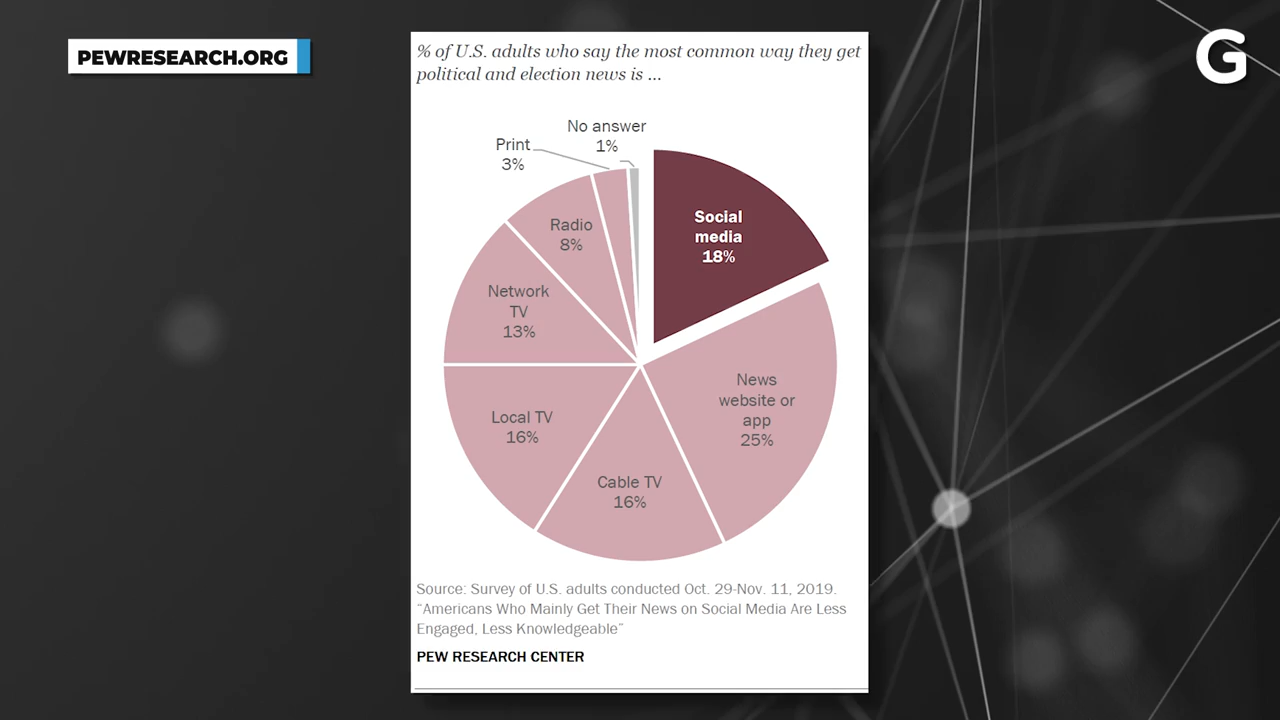 PEWRESEARCH.ORG
G
% of U.S. adults who say the most common way they get
political and election news is ...
No answer
1%
Print
3%
Social
media
18%
Radio
8%
Network
TV
13%
News
website or
app
25%
Local TV
16%
Cable TV
16%
Source: Survey of U.S. adults conducted Oct. 29-Nov. 11, 2019.
“Americans Who Mainly Get Their News on Social Media Are Less
Engaged, Less Knowledgeable”
PEW RESEARCH CENTER